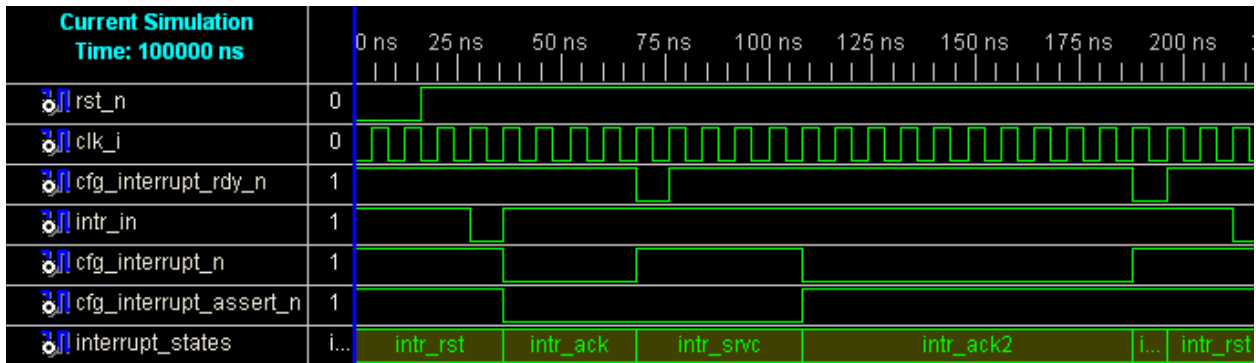 Current Simulation
Time: 100000 ns
0 ns 25 ns 50 ns 75 ns 100 ns 125 ns 150 ns 175 ns 200 ns
rst_n 0
clk_i 0
cfg_interrupt_rdy_n 1
intr_in 1
cfg_interrupt_n 1
cfg_interrupt_assert_n 1
interrupt_states i... intr_rst intr_ack intr_srvc intr_ack2 i... intr_rst